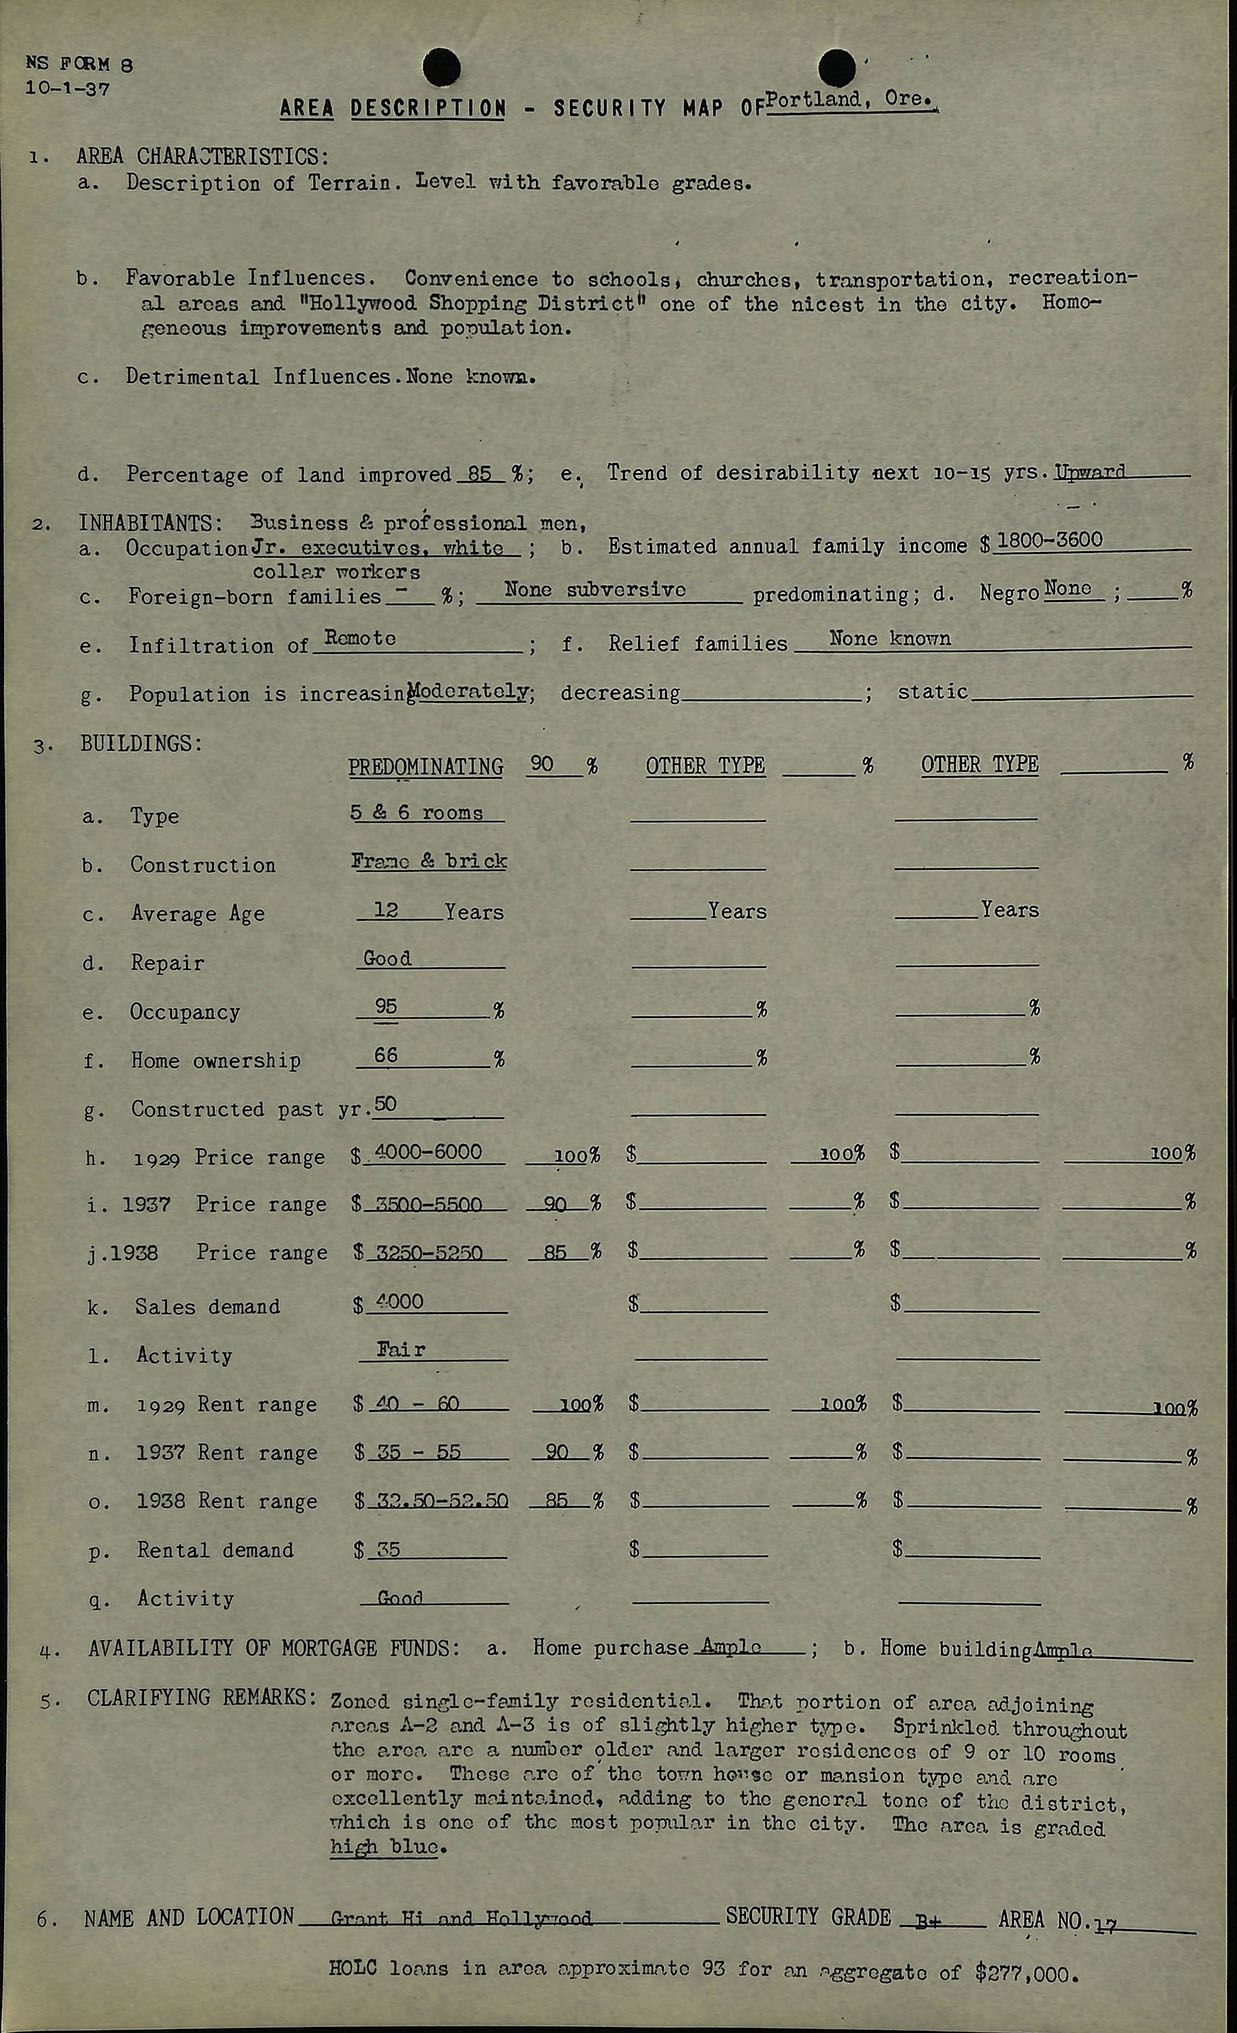 NS FORM 8
10-1-37
AREA DESCRIPTION - SECURITY MAP OF Portland, Ore.
1. AREA CHARACTERISTICS:
a. Description of Terrain. Level with favorable grades.
b. Favorable Influences. Convenience to schools, churches, transportation, recreation-
al areas and "Hollywood Shopping District" one of the nicest in the city. Homo-
geneous improvements and population.
c. Detrimental Influences. None known.
d. Percentage of land improved 85 %; e. Trend of desirability next 10-15 yrs. Upward
2. INHABITANTS: Business & professional men,
a. Occupation Jr. executives, white ; b. Estimated annual family income $ 1800-3600
collar workers
c. Foreign-born families - %; None subversive predominating; d. Negro None ; %
e. Infiltration of Remote ; f. Relief families None known
g. Population is increasing Moderately; decreasing ; static
3. BUILDINGS:
PREDOMINATING 90 % OTHER TYPE % OTHER TYPE %
a. Type 5 & 6 rooms
b. Construction Frame & brick
c. Average Age 12 Years Years Years
d. Repair Good
e. Occupancy 95 % % %
f. Home ownership 66 % % %
g. Constructed past yr. 50
h. 1929 Price range $ 4000-6000 100% $ 100% $ 100%
i. 1937 Price range $ 3500-5500 90 % $ % $ %
j. 1938 Price range $ 3250-5250 85 % $ % $ %
k. Sales demand $ 4000 $ $
l. Activity Fair
m. 1929 Rent range $ 40 - 60 100% $ 100% $ 100%
n. 1937 Rent range $ 35 - 55 90 % $ % $ %
o. 1938 Rent range $ 32.50-52.50 85 % $ % $ %
p. Rental demand $ 35 $ $
q. Activity Good
4. AVAILABILITY OF MORTGAGE FUNDS: a. Home purchase Ample ; b. Home building Ample
5. CLARIFYING REMARKS: Zoned single-family residential. That portion of area adjoining
areas A-2 and A-3 is of slightly higher type. Sprinkled throughout
the area are a number older and larger residences of 9 or 10 rooms
or more. These are of the town house or mansion type and are
excellently maintained, adding to the general tone of the district,
which is one of the most popular in the city. The area is graded
high blue.
6. NAME AND LOCATION Grant Hi and Hollywood SECURITY GRADE B+ AREA NO. 17
HOLC loans in area approximate 93 for an aggregate of $277,000.